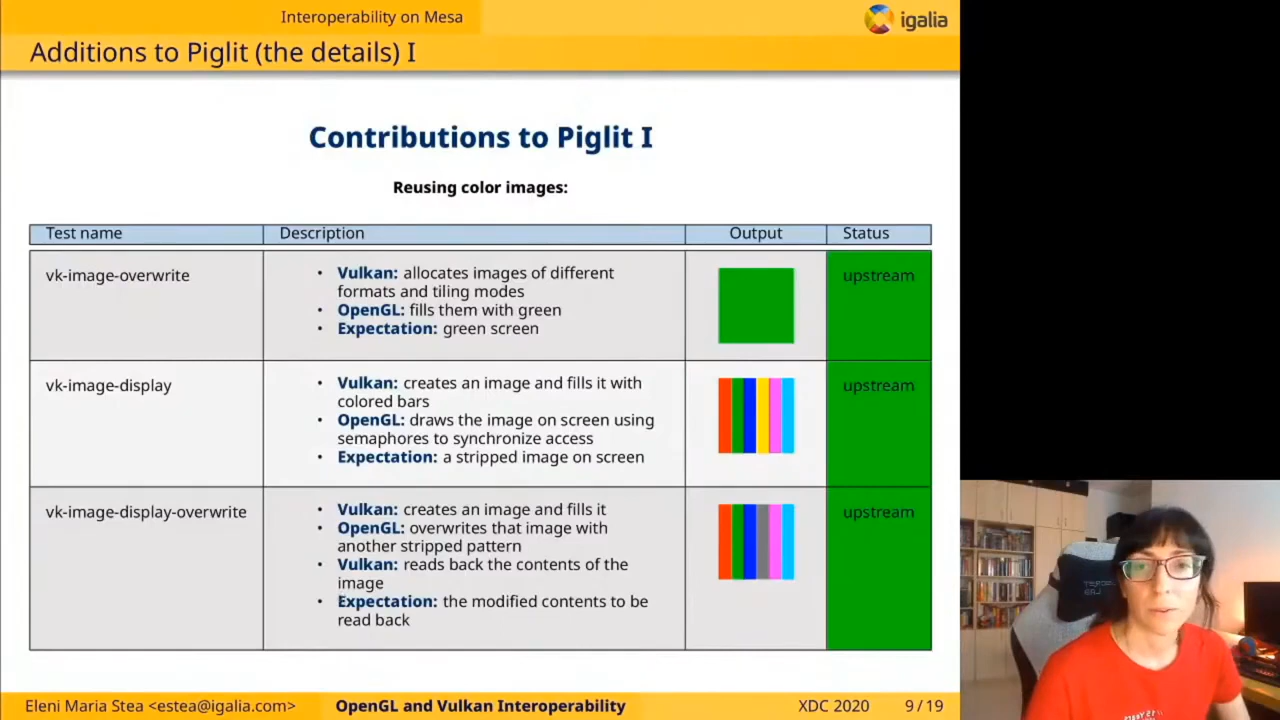 Interoperability on Mesa
igalia
Additions to Piglit (the details) I
Contributions to Piglit I
Reusing color images:
Test name Description Output Status
vk-image-overwrite
• Vulkan: allocates images of different
formats and tiling modes
• OpenGL: fills them with green
• Expectation: green screen
upstream
vk-image-display
• Vulkan: creates an image and fills it with
colored bars
• OpenGL: draws the image on screen using
semaphores to synchronize access
• Expectation: a stripped image on screen
upstream
vk-image-display-overwrite
• Vulkan: creates an image and fills it
• OpenGL: overwrites that image with
another stripped pattern
• Vulkan: reads back the contents of the
image
• Expectation: the modified contents to be
read back
upstream
Eleni Maria Stea <estea@igalia.com> OpenGL and Vulkan Interoperability XDC 2020 9 / 19